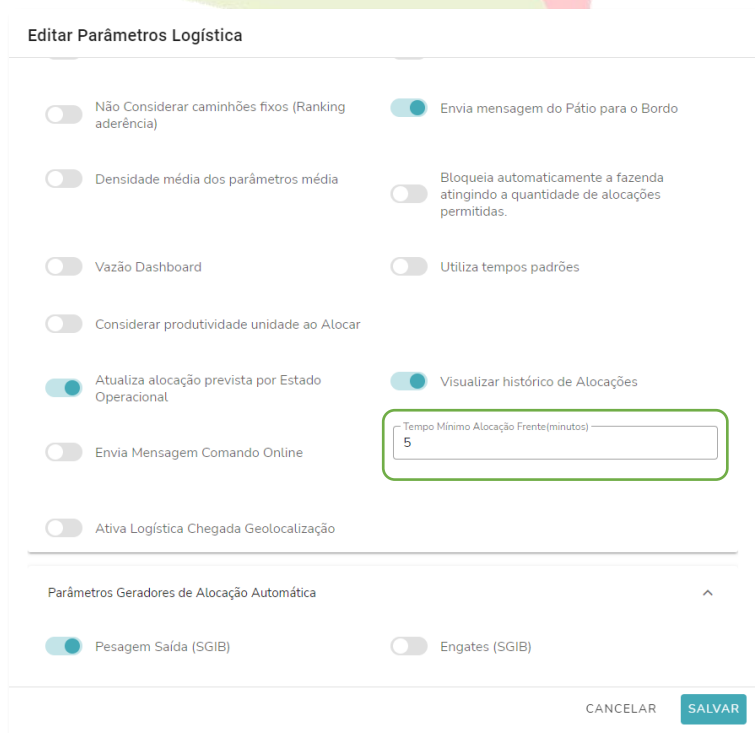 Editar Parâmetros Logística
Não Considerar caminhões fixos (Ranking
aderência)
Envia mensagem do Pátio para o Bordo
Densidade média dos parâmetros média
Bloqueia automaticamente a fazenda
atingindo a quantidade de alocações
permitidas.
Vazão Dashboard
Utiliza tempos padrões
Considerar produtividade unidade ao Alocar
Atualiza alocação prevista por Estado
Operacional
Visualizar histórico de Alocações
Envia Mensagem Comando Online
Tempo Mínimo Alocação Frente(minutos)
5
Ativa Logística Chegada Geolocalização
Parâmetros Geradores de Alocação Automática
Pesagem Saída (SGIB)
Engates (SGIB)
CANCELAR
SALVAR